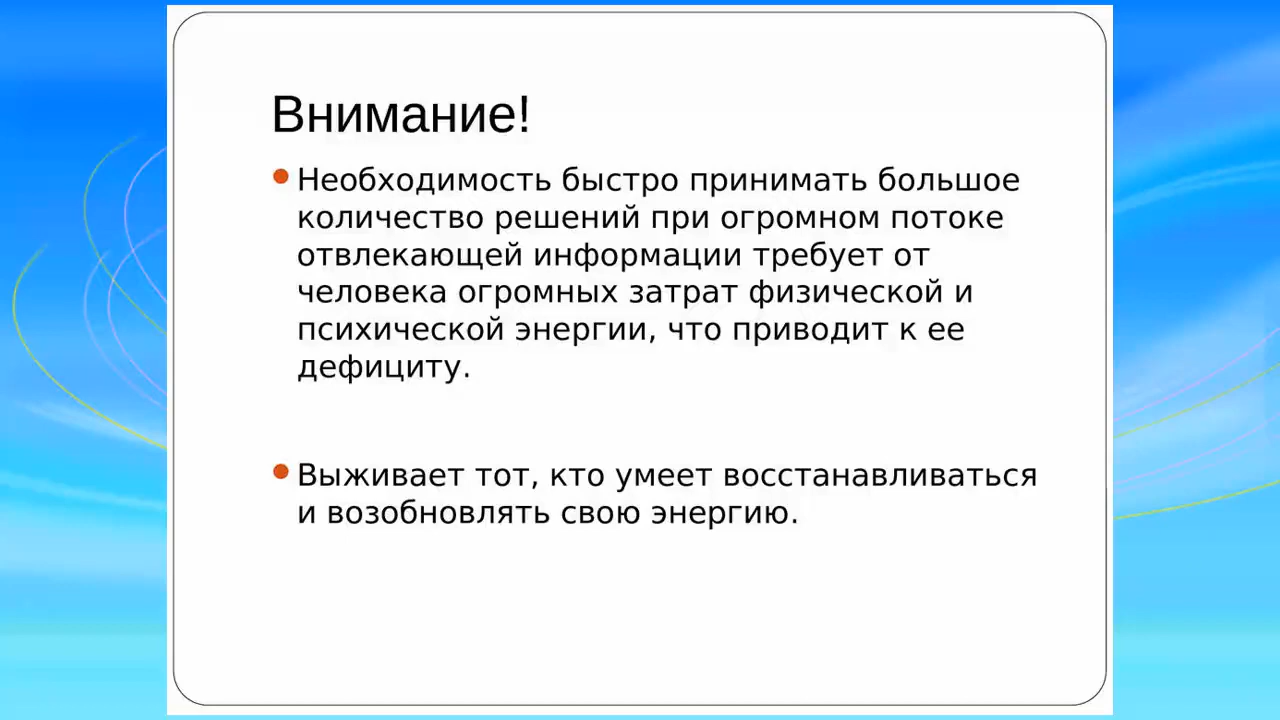 Внимание!
Необходимость быстро принимать большое
количество решений при огромном потоке
отвлекающей информации требует от
человека огромных затрат физической и
психической энергии, что приводит к ее
дефициту.
Выживает тот, кто умеет восстанавливаться
и возобновлять свою энергию.